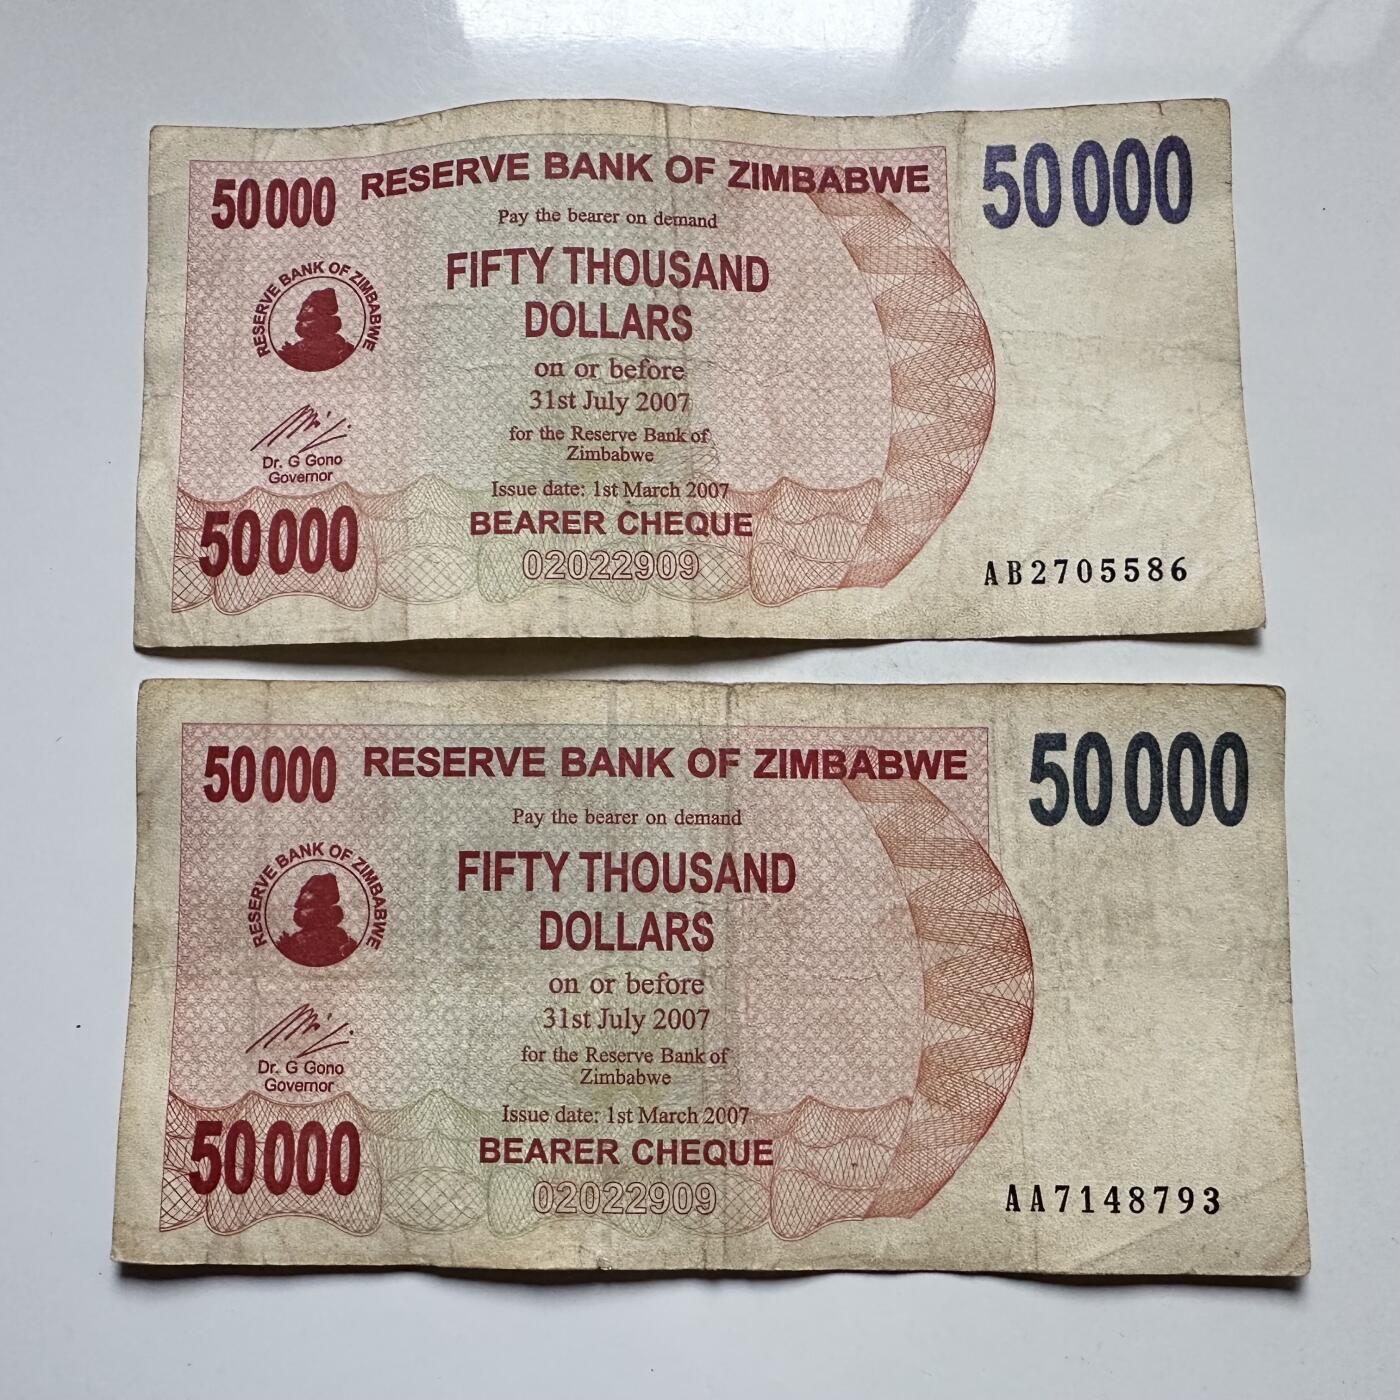 50000 RESERVE BANK OF ZIMBABWE 50000
Pay the bearer on demand
FIFTY THOUSAND
DOLLARS
RESERVE BANK OF ZIMBABWE
on or before
31st July 2007
for the Reserve Bank of
Zimbabwe
Dr. G Gono
Governor
Issue date: 1st March 2007
50000 BEARER CHEQUE
02022909
AB2705586
50000 RESERVE BANK OF ZIMBABWE 50000
Pay the bearer on demand
FIFTY THOUSAND
DOLLARS
RESERVE BANK OF ZIMBABWE
on or before
31st July 2007
for the Reserve Bank of
Zimbabwe
Dr. G Gono
Governor
Issue date: 1st March 2007
50000 BEARER CHEQUE
02022909
AA7148793